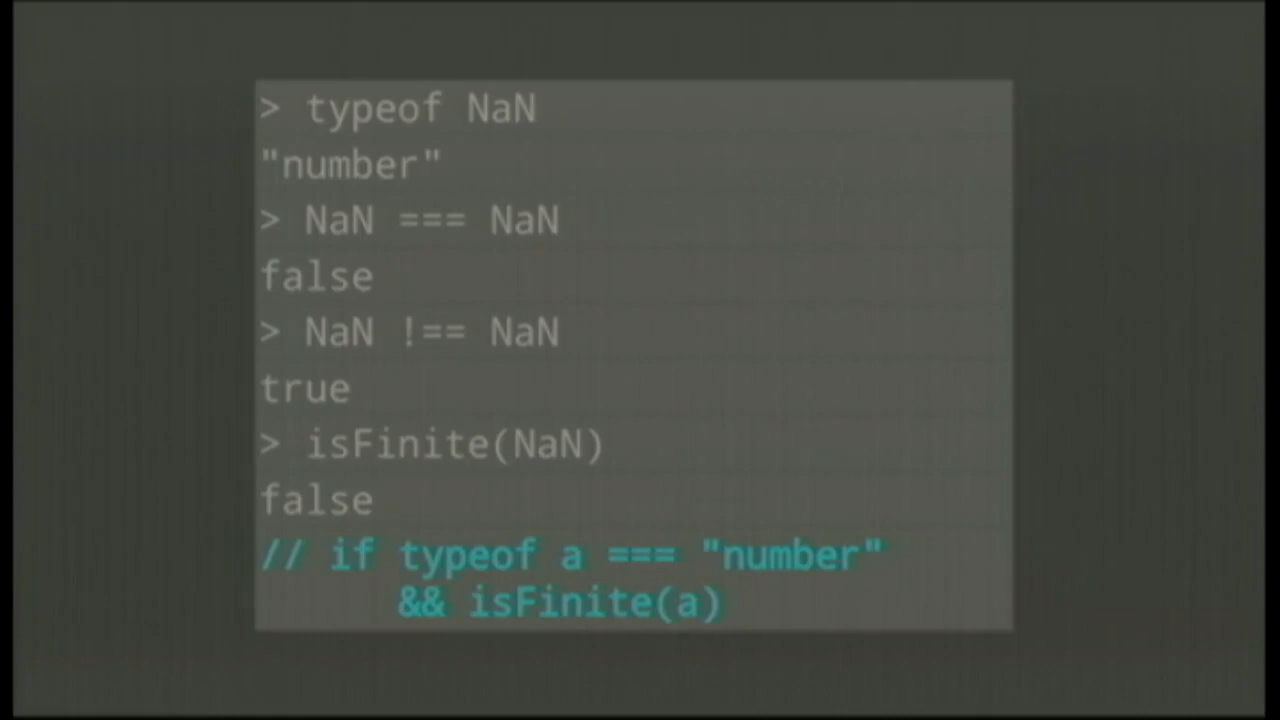 > typeof NaN
"number"
> NaN === NaN
false
> NaN !== NaN
true
> isFinite(NaN)
false
// if typeof a === "number"
      && isFinite(a)